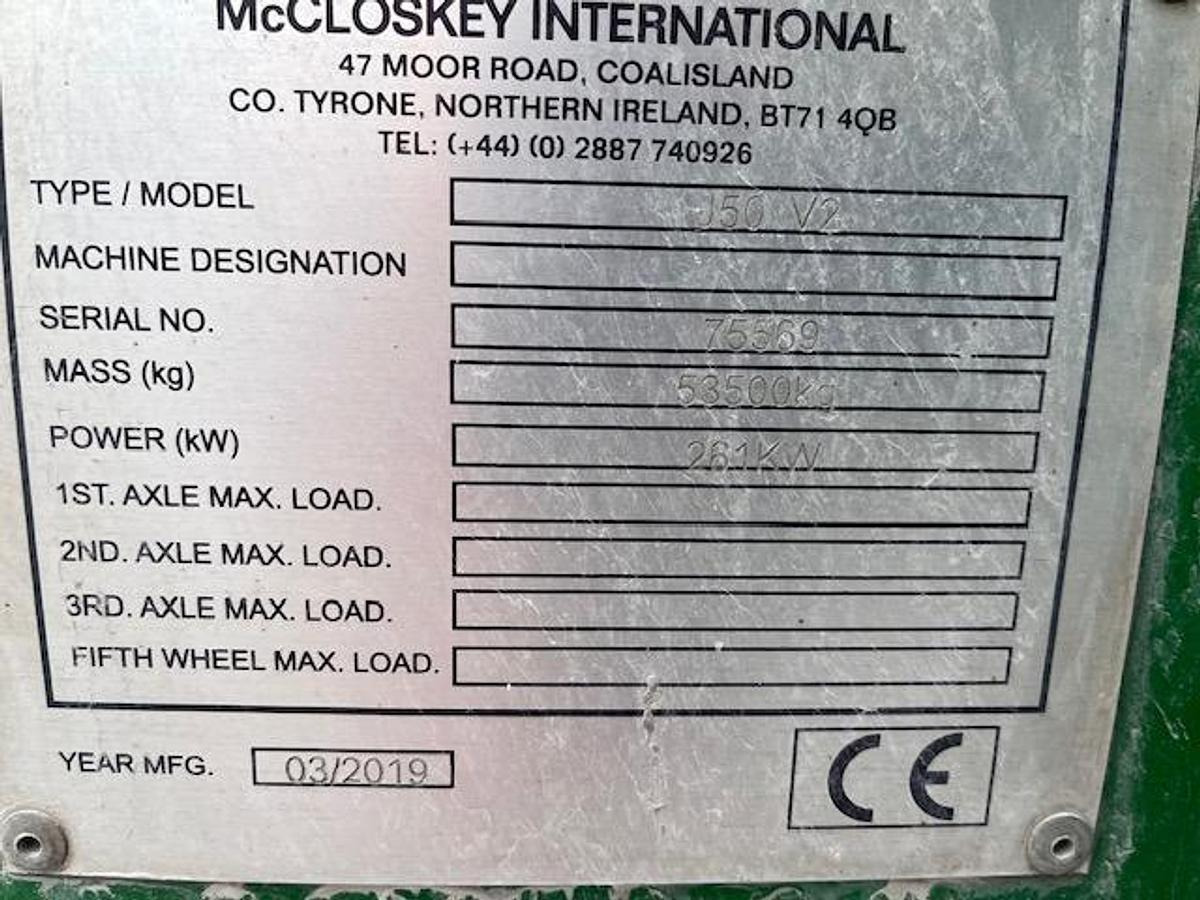 McCLOSKEY INTERNATIONAL
47 MOOR ROAD, COALISLAND
CO. TYRONE, NORTHERN IRELAND, BT71 4QB
TEL: (+44) (0) 2887 740926
TYPE / MODEL J50 V2
MACHINE DESIGNATION
SERIAL NO. 75569
MASS (kg) 53500kg
POWER (kW) 261KW
1ST. AXLE MAX. LOAD.
2ND. AXLE MAX. LOAD.
3RD. AXLE MAX. LOAD.
FIFTH WHEEL MAX. LOAD.
YEAR MFG. 03/2019
CE